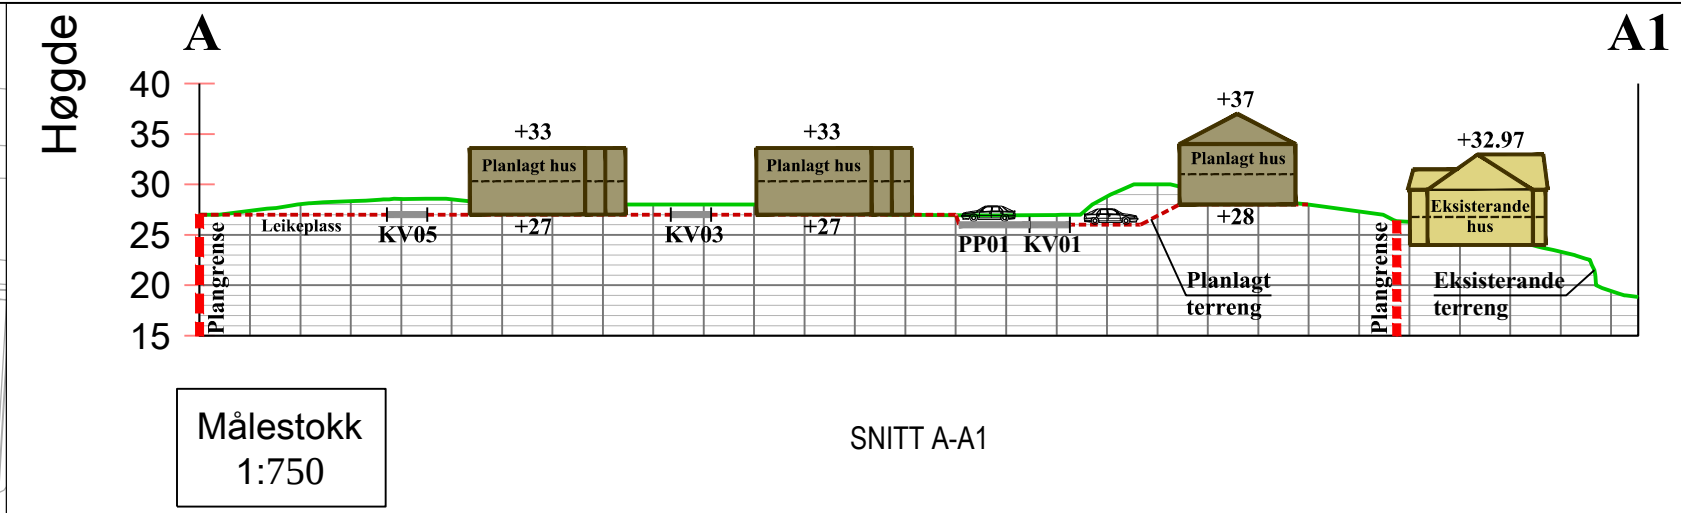 Høgde
A
A1
40
35
30
25
20
15
+33
+33
+37
+32.97
Planlagt hus
Planlagt hus
Planlagt hus
Eksisterande
hus
Leikeplass
KV05
+27
KV03
+27
PP01
KV01
+28
Plangrense
Planlagt
terreng
Plangrense
Eksisterande
terreng
Målestokk
1:750
SNITT A-A1